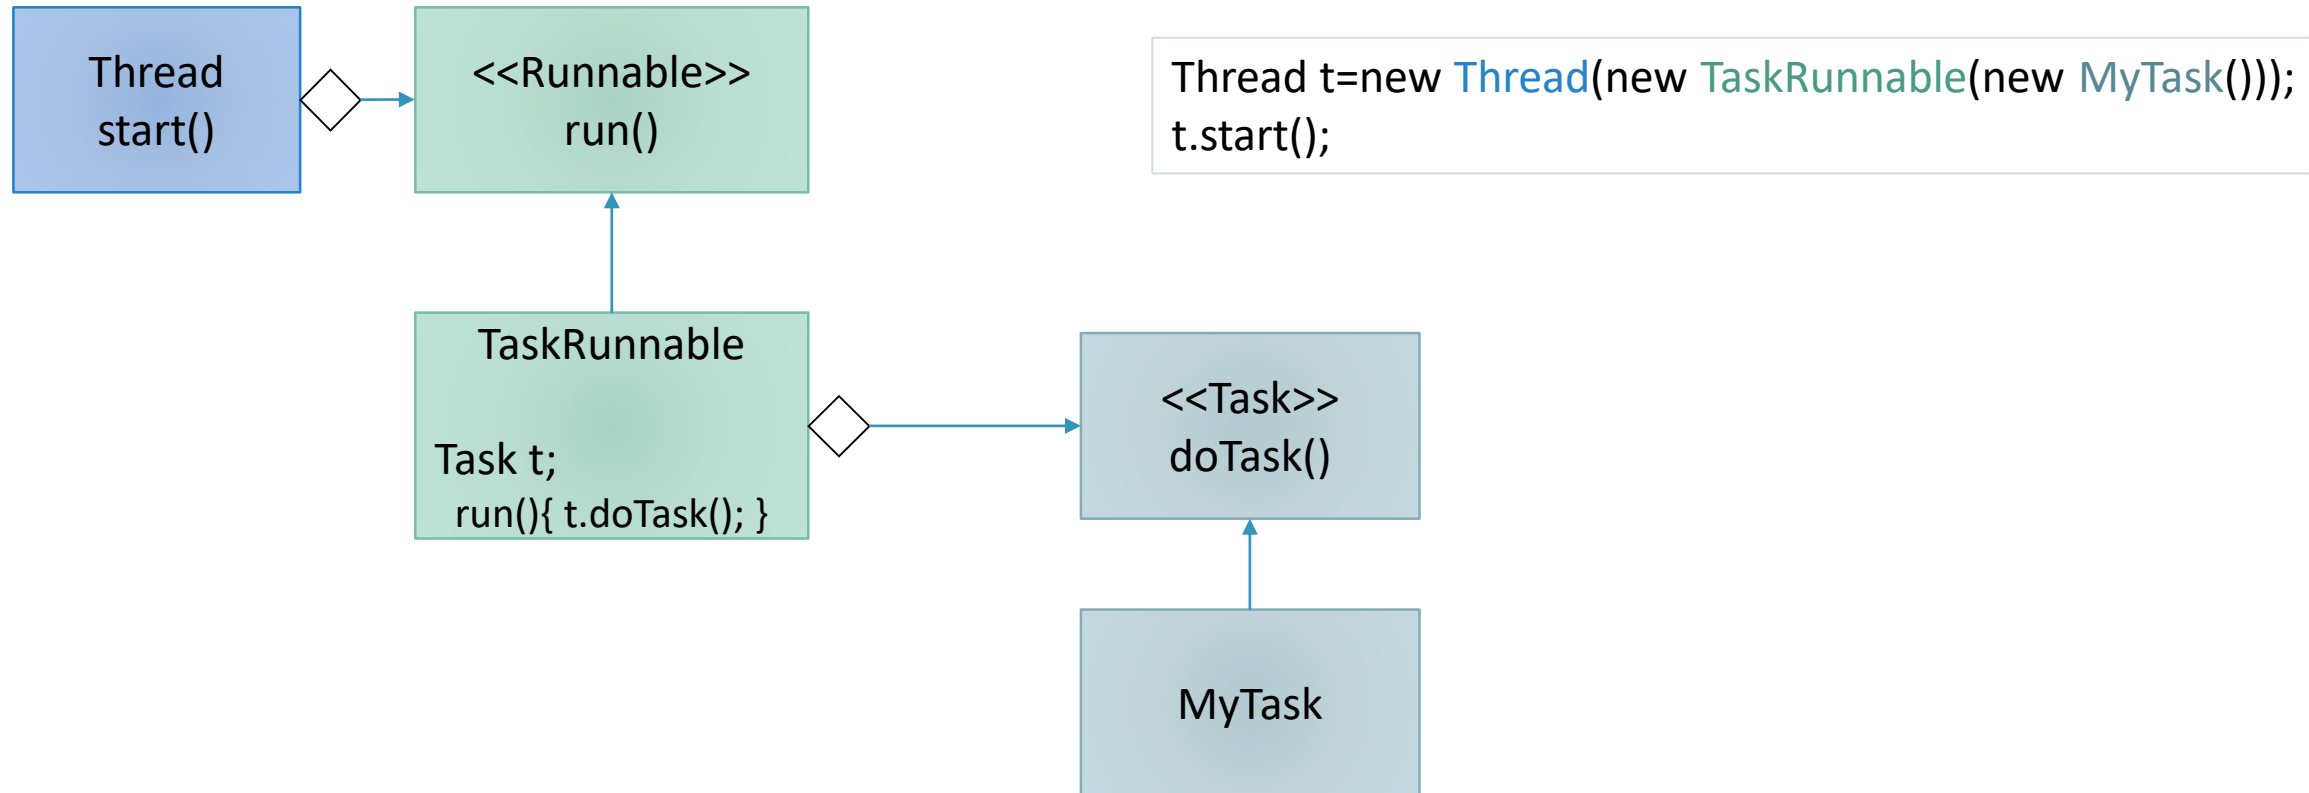 Thread
start()
<<Runnable>>
run()
Thread t=new Thread(new TaskRunnable(new MyTask()));
t.start();
TaskRunnable
Task t;
run(){ t.doTask(); }
<<Task>>
doTask()
MyTask